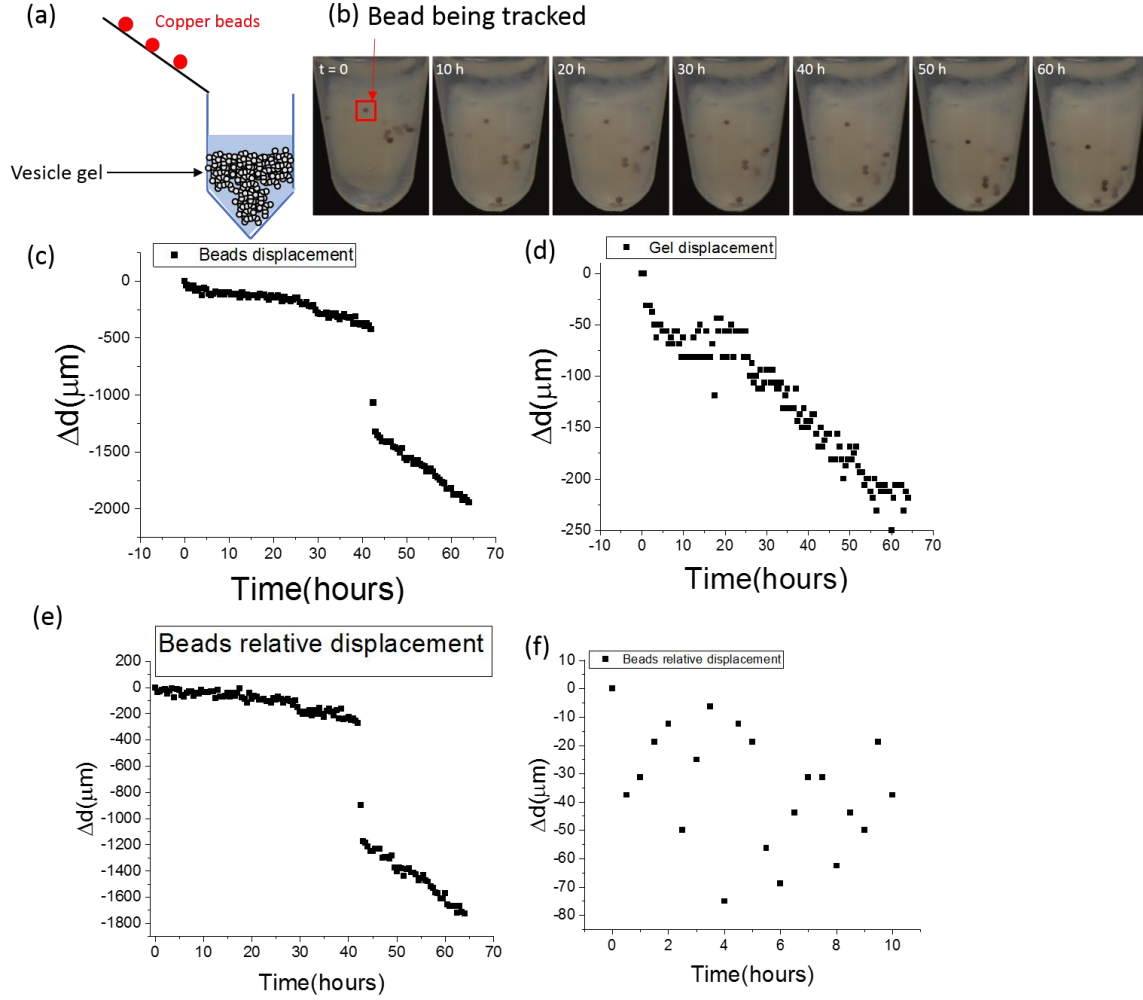 (a)
Copper beads
Vesicle gel
(b)
Bead being tracked
t = 0
10 h
20 h
30 h
40 h
50 h
60 h
(c)
Beads displacement
0
-500
-1000
-1500
-2000
Δd(μm)
-10 0 10 20 30 40 50 60 70
Time(hours)
(d)
Gel displacement
0
-50
-100
-150
-200
-250
Δd(μm)
-10 0 10 20 30 40 50 60 70
Time(hours)
(e)
Beads relative displacement
200
0
-200
-400
-600
-800
-1000
-1200
-1400
-1600
-1800
Δd(μm)
0 10 20 30 40 50 60 70
Time(hours)
(f)
Beads relative displacement
10
0
-10
-20
-30
-40
-50
-60
-70
-80
Δd(μm)
0 2 4 6 8 10
Time(hours)